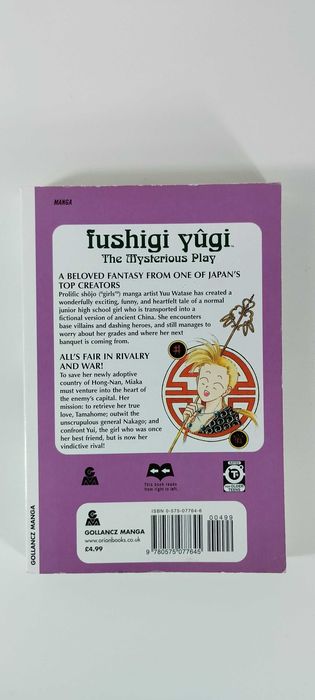 MANGA
fushigi yûgi™
The Mysterious Play
A BELOVED FANTASY FROM ONE OF JAPAN'S
TOP CREATORS
Prolific shôjo ("girls'") manga artist Yuu Watase has created a
wonderfully exciting, funny, and heartfelt tale of a normal
junior high school girl who is transported into a
fictional version of ancient China. She encounters
base villains and dashing heroes, and still manages to
worry about her grades and where her next
banquet is coming from.
ALL'S FAIR IN RIVALRY
AND WAR!
To save her newly adoptive
country of Hong-Nan, Miaka
must venture into the heart of
the enemy's capital. Her
mission: to retrieve her true
love, Tamahome; outwit the
unscrupulous general Nakago; and
confront Yui, the girl who was once
her best friend, but is now her
vindictive rival!
This book reads
from right to left.
RATED
T+
GOLLANCZ MANGA
GOLLANCZ MANGA
www.orionbooks.co.uk
£4.99
ISBN 0-575-07764-6
00499
9 780575 077645